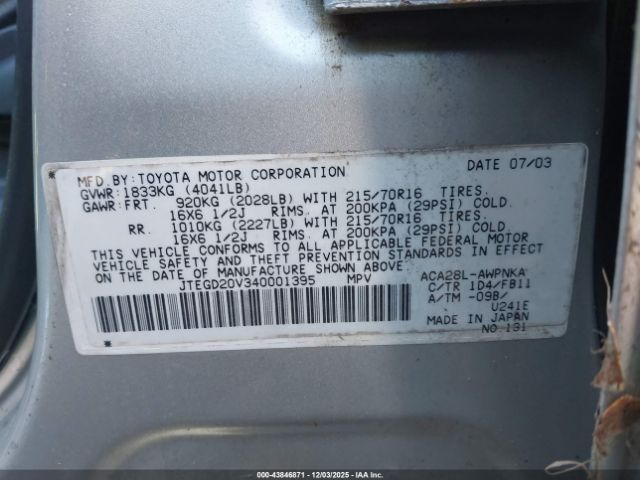 MFD. BY: TOYOTA MOTOR CORPORATION DATE 07/03
GVWR: 1833KG (4041LB)
GAWR: FRT. 920KG (2028LB) WITH 215/70R16 TIRES.
16X6 1/2J RIMS. AT 200KPA (29PSI) COLD.
RR. 1010KG (2227LB) WITH 215/70R16 TIRES.
16X6 1/2J RIMS. AT 200KPA (29PSI) COLD
THIS VEHICLE CONFORMS TO ALL APPLICABLE FEDERAL MOTOR
VEHICLE SAFETY AND THEFT PREVENTION STANDARDS IN EFFECT
ON THE DATE OF MANUFACTURE SHOWN ABOVE.
JTEGD20V340001395 MPV ACA28L-AWPNKA
C/TR 1D4/FB11
A/TM -09B/
U241E
MADE IN JAPAN
NO.131
10 - 43846871 - 12/03/2025 - IAA Inc.